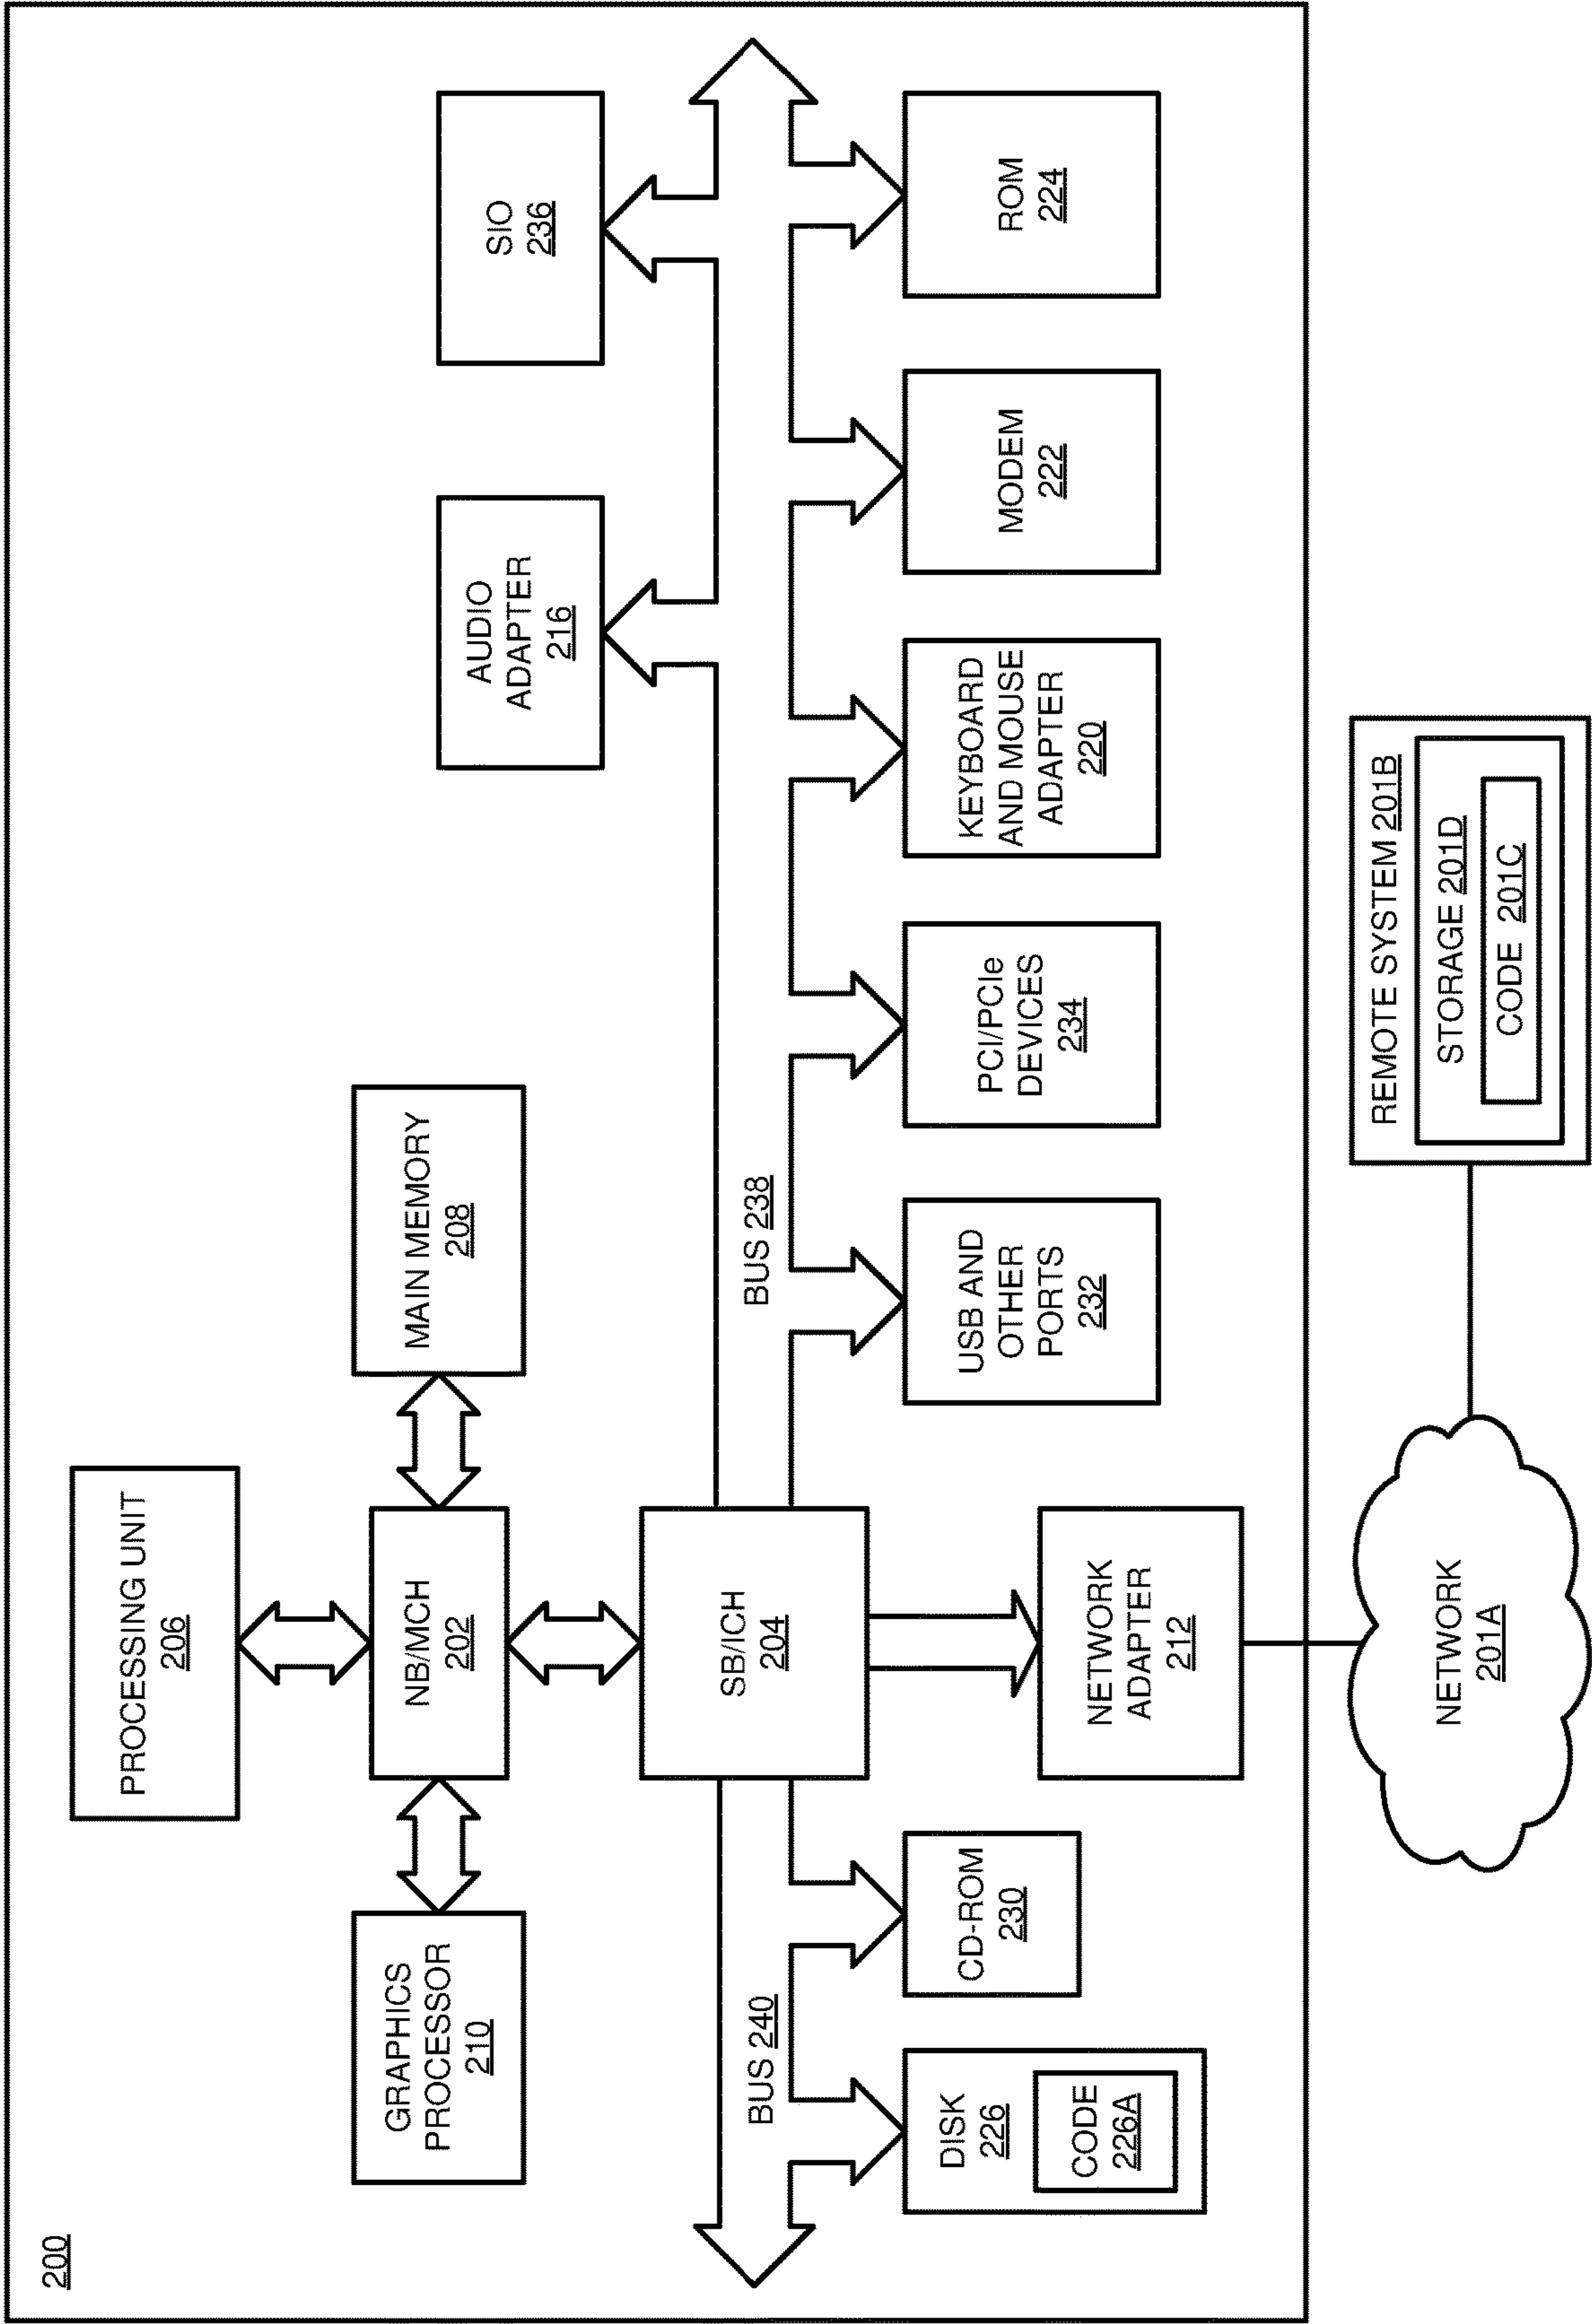 200
PROCESSING UNIT
206
GRAPHICS
PROCESSOR
210
NB/MCH
202
MAIN MEMORY
208
AUDIO
ADAPTER
216
SIO
236
SB/ICH
204
BUS 240
BUS 238
DISK
226
CODE
226A
CD-ROM
230
NETWORK
ADAPTER
212
USB AND
OTHER
PORTS
232
PCI/PCIe
DEVICES
234
KEYBOARD
AND MOUSE
ADAPTER
220
MODEM
222
ROM
224
NETWORK
201A
REMOTE SYSTEM 201B
STORAGE 201D
CODE 201C